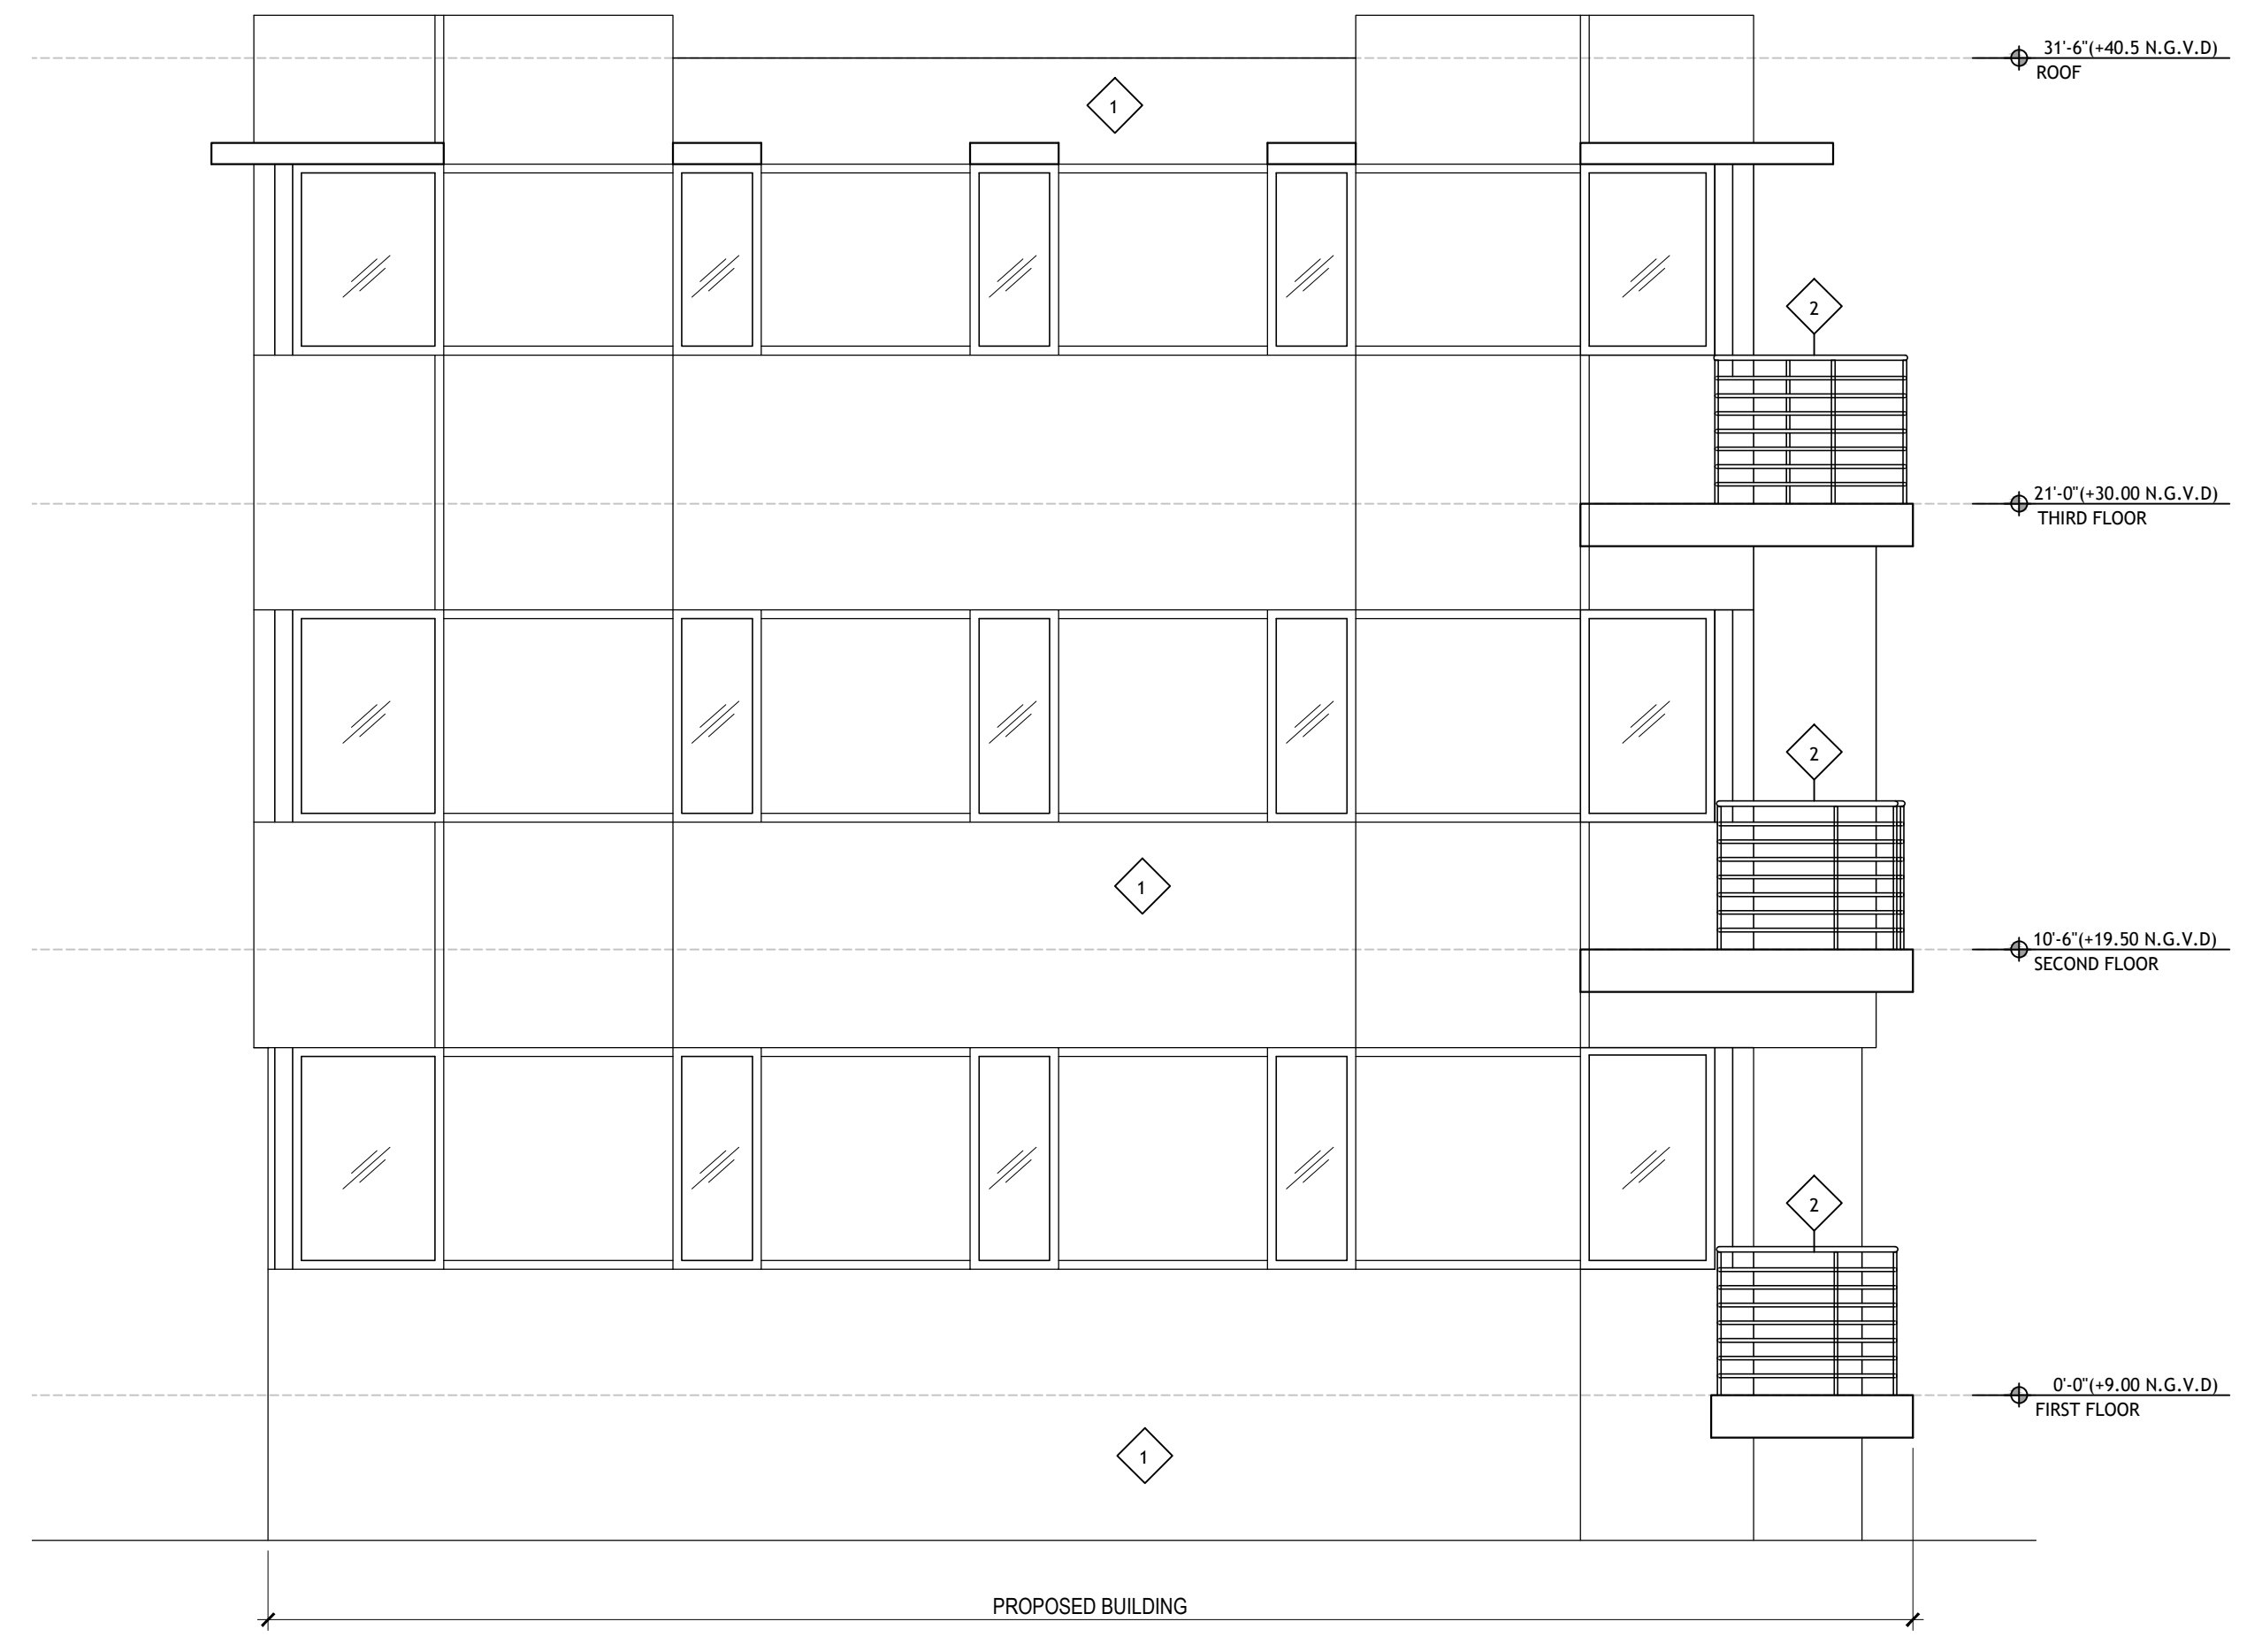 31'-6"(+40.5 N.G.V.D)
ROOF
1
2
21'-0"(+30.00 N.G.V.D)
THIRD FLOOR
2
1
10'-6"(+19.50 N.G.V.D)
SECOND FLOOR
2
0'-0"(+9.00 N.G.V.D)
FIRST FLOOR
1
PROPOSED BUILDING